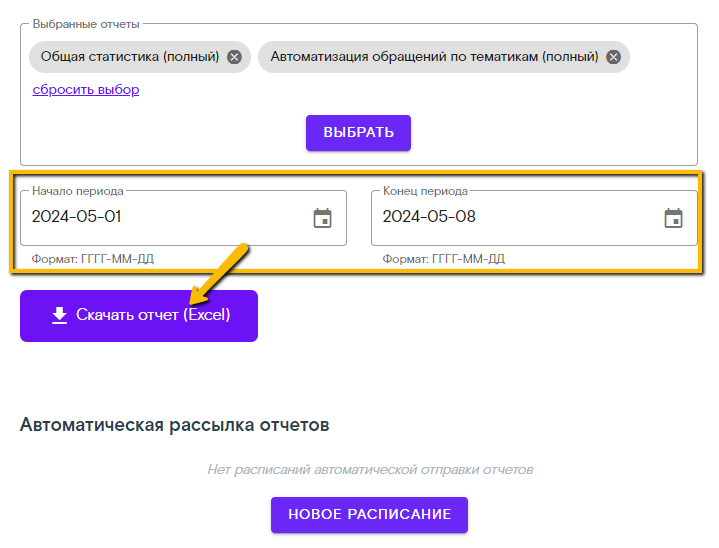 Выбранные отчеты
Общая статистика (полный) Автоматизация обращений по тематикам (полный)
сбросить выбор
ВЫБРАТЬ
Начало периода Конец периода
2024-05-01 2024-05-08
Формат: ГГГГ-ММ-ДД Формат: ГГГГ-ММ-ДД
Скачать отчет (Excel)
Автоматическая рассылка отчетов
Нет расписаний автоматической отправки отчетов
НОВОЕ РАСПИСАНИЕ